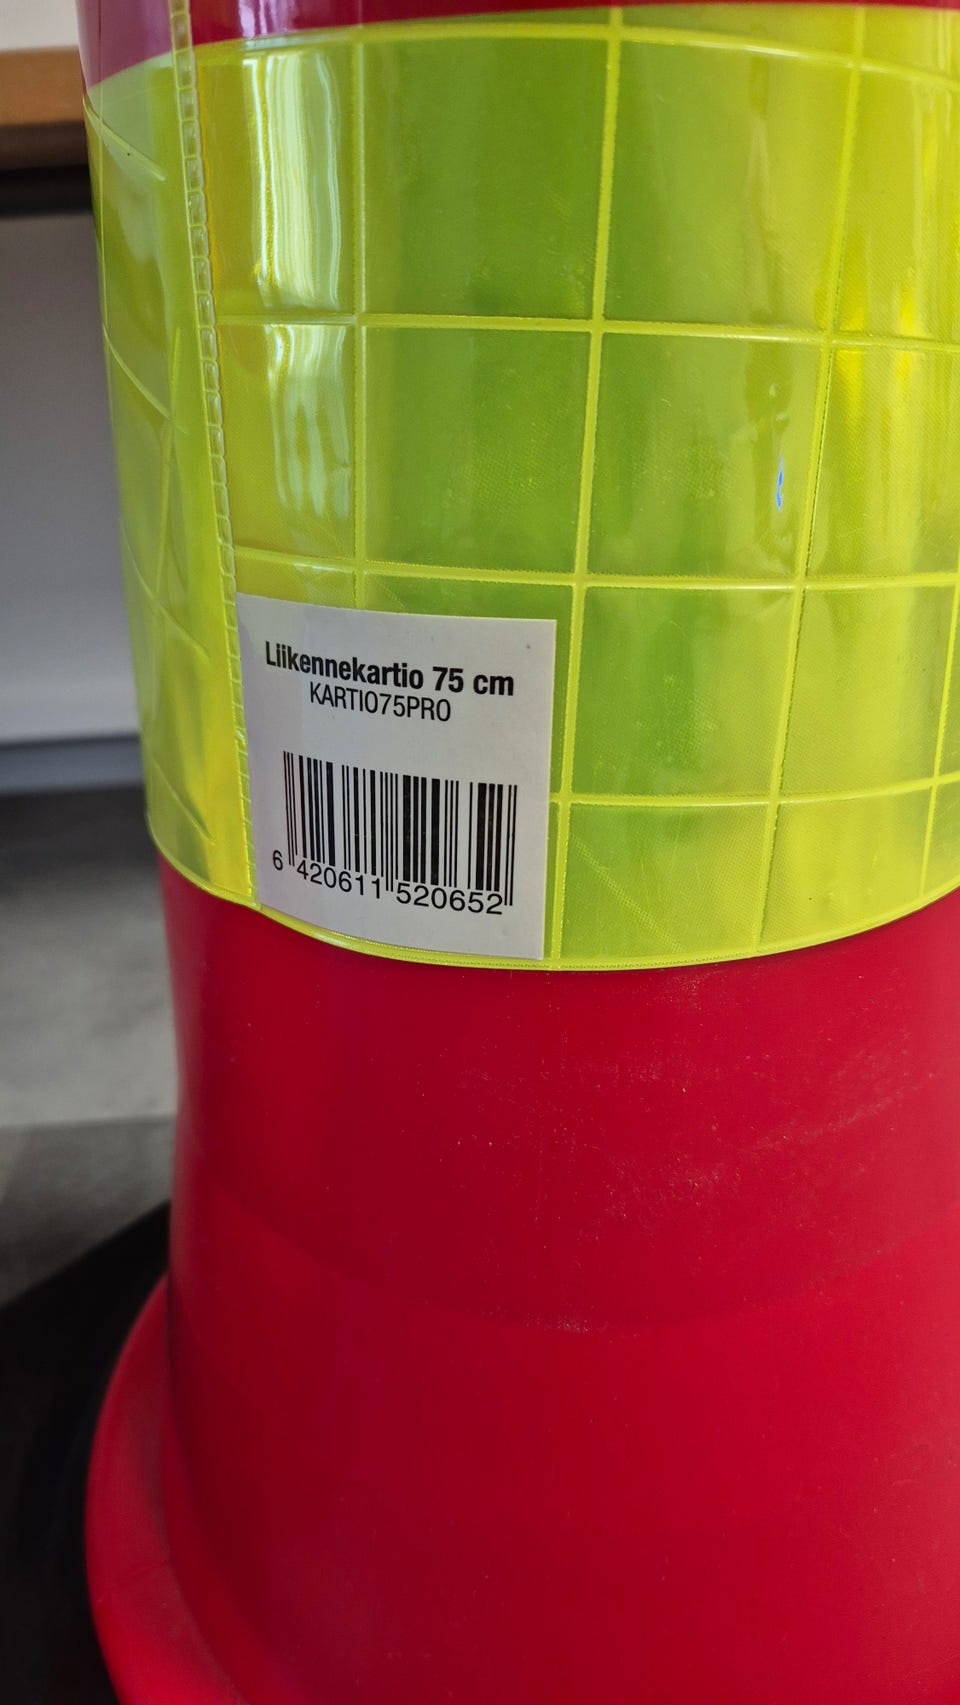 Liikennekartio 75 cm
KARTIO75PRO
6 420611 520652